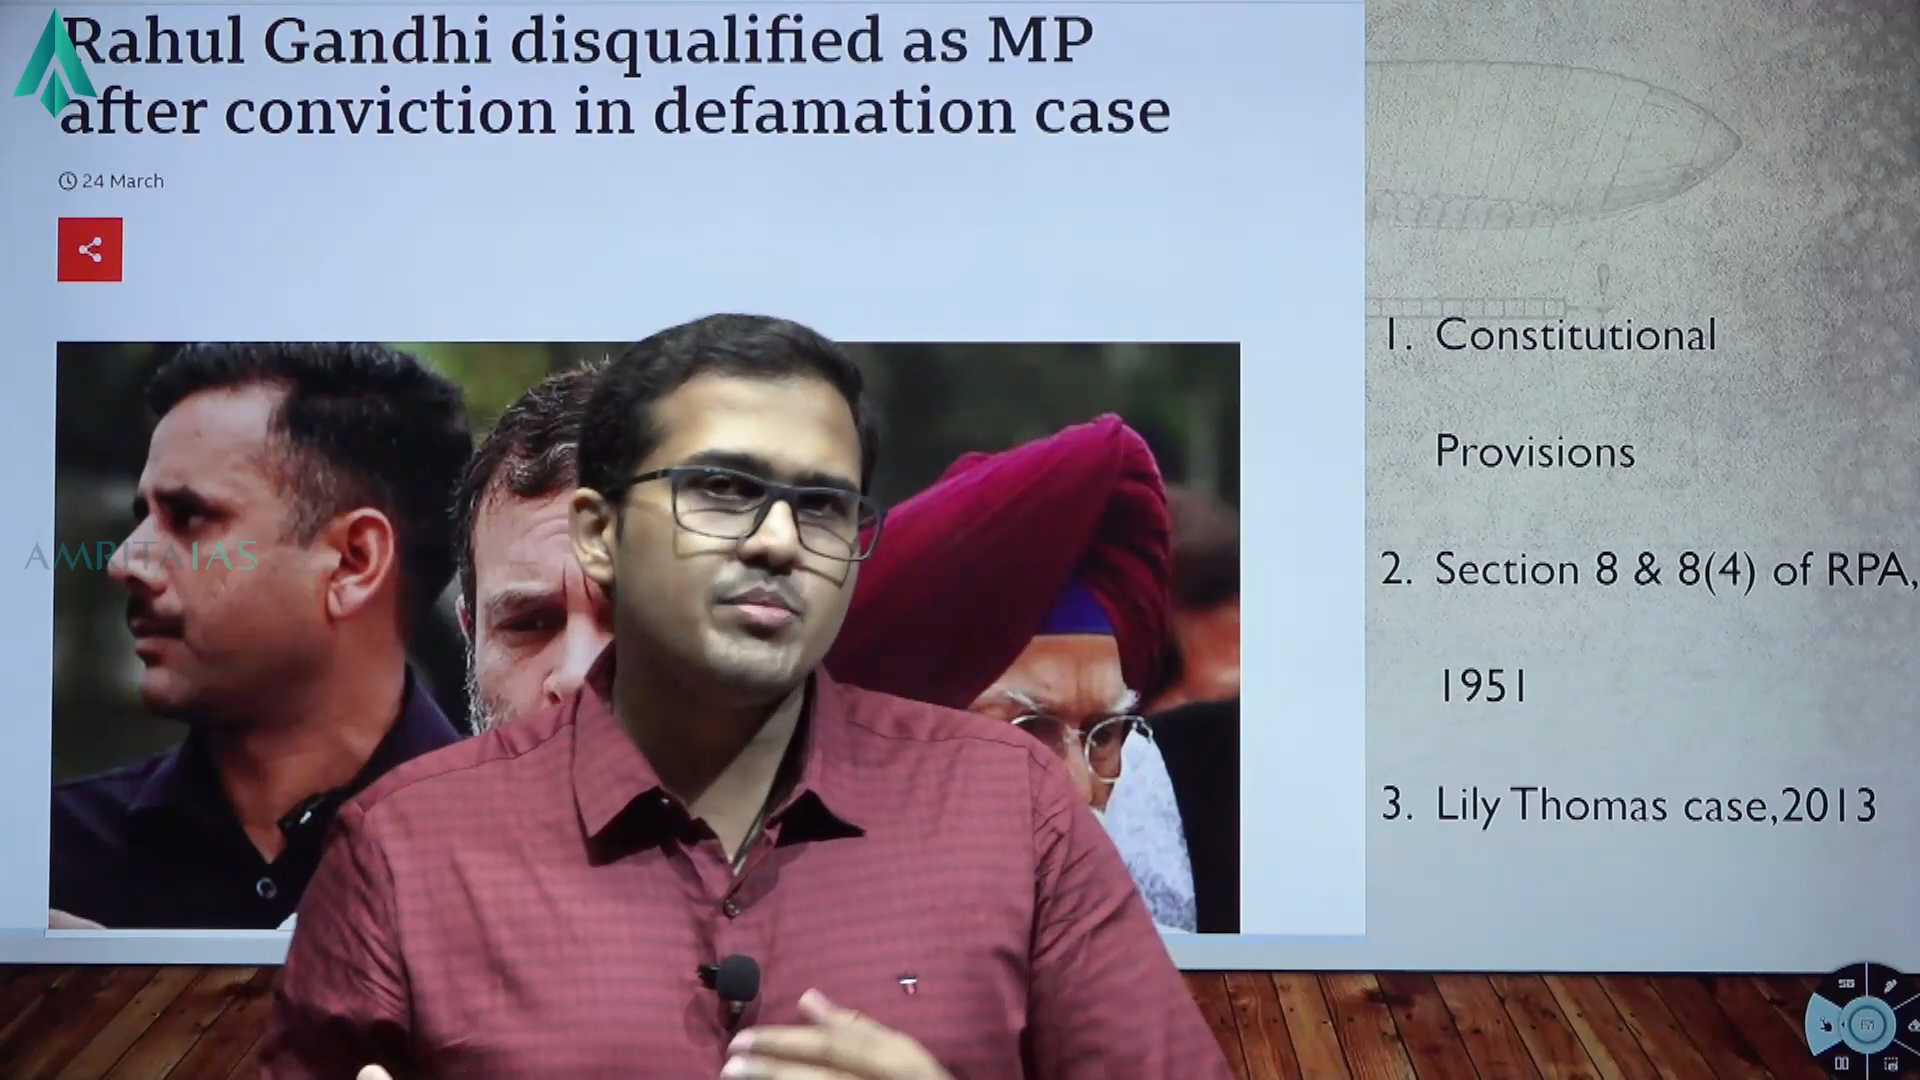 Rahul Gandhi disqualified as MP
after conviction in defamation case
24 March
AMRITA IAS
1. Constitutional
Provisions
2. Section 8 & 8(4) of RPA,
1951
3. Lily Thomas case,2013